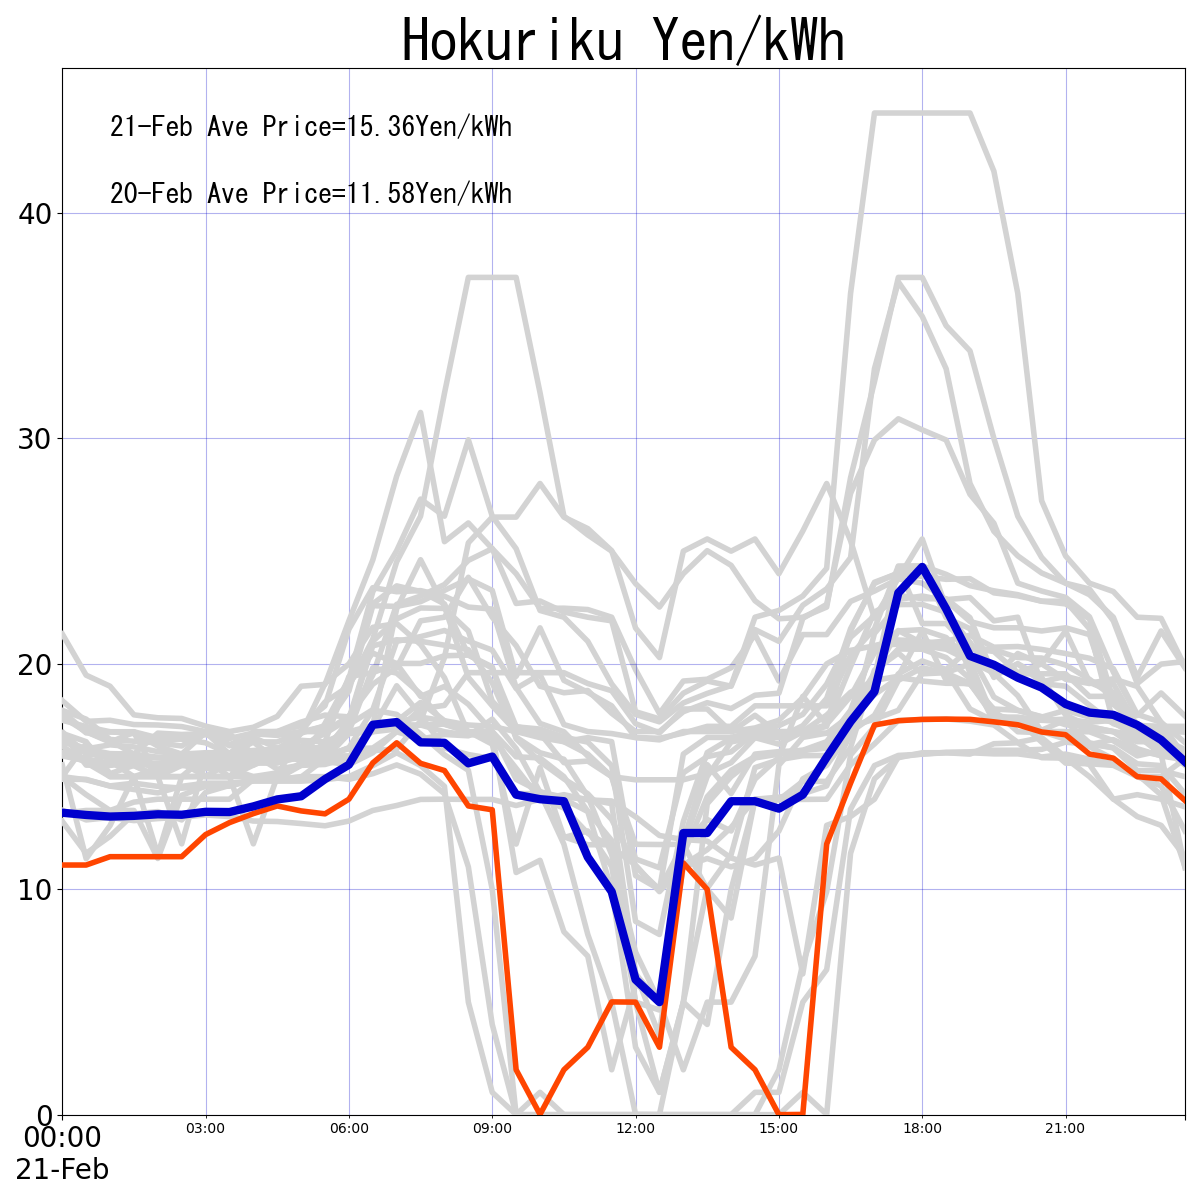 Hokuriku Yen/kWh
21-Feb Ave Price=15.36Yen/kWh
20-Feb Ave Price=11.58Yen/kWh
40
30
20
10
0
00:00 03:00 06:00 09:00 12:00 15:00 18:00 21:00
21-Feb